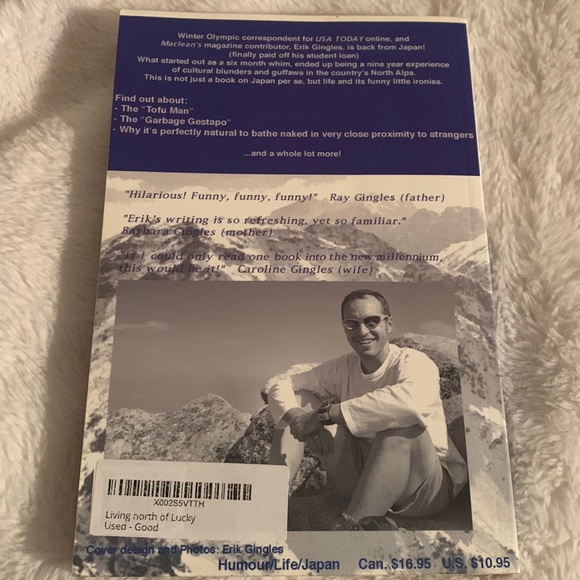 Winter Olympic correspondent for USA TODAY online, and
Maclean's magazine contributor, Erik Gingles, is back from Japan!
(finally paid off his student loan)
What started out as a six month whim, ended up being a nine year experience
of cultural blunders and guffaws in the country's North Alps.
This is not just a book on Japan per se, but life and its funny little ironies.
Find out about:
- The "Tofu Man"
- The "Garbage Gestapo"
- Why it's perfectly natural to bathe naked in very close proximity to strangers
...and a whole lot more!
"Hilarious! Funny, funny, funny!" Ray Gingles (father)
"Erik's writing is so refreshing, yet so familiar."
Barbara Gingles (mother)
"If I could only read one book into the new millennium,
this would be it!" Caroline Gingles (wife)
X002S5VTTH
Living north of Lucky
Used - Good
Cover design and Photos: Erik Gingles
Humour/Life/Japan Can. $16.95 U.S. $10.95